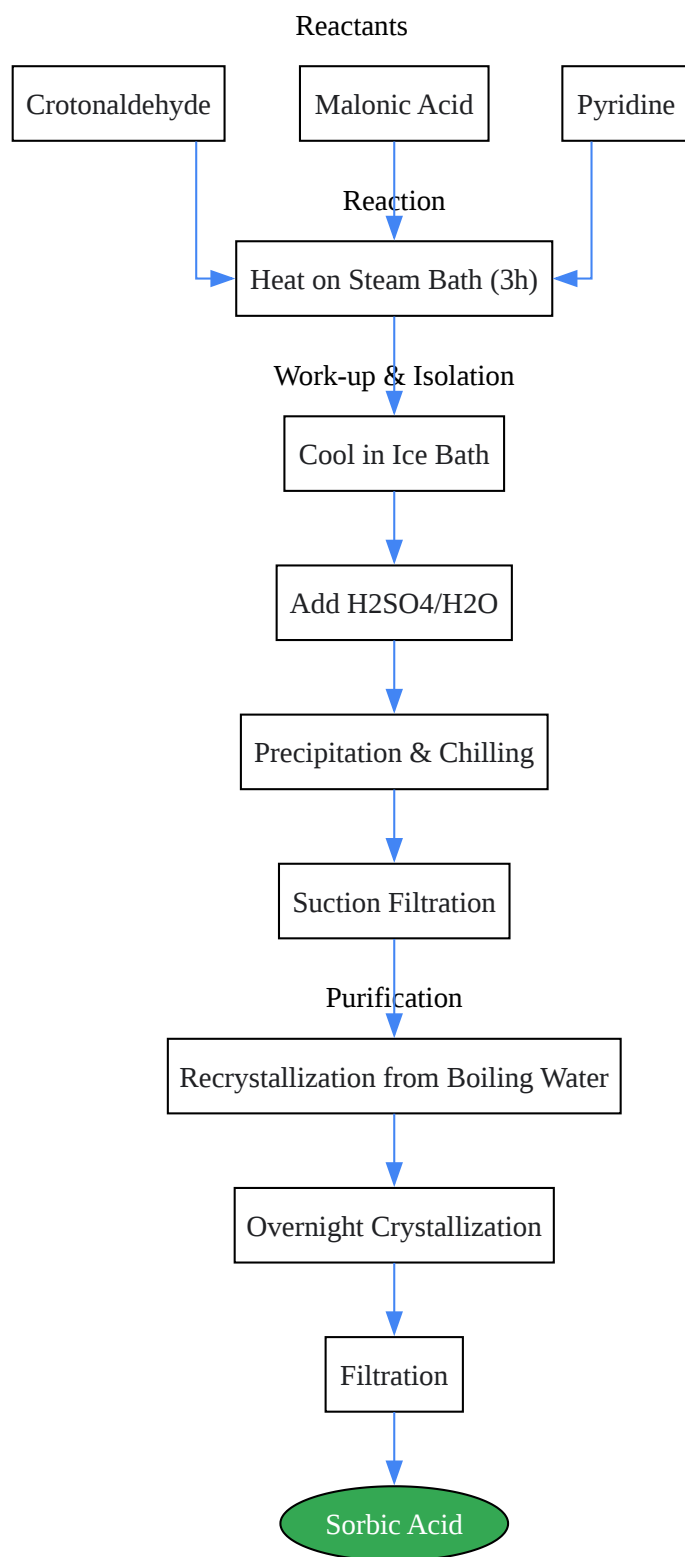 Reactants
Crotonaldehyde
Malonic Acid
Pyridine
Reaction
Heat on Steam Bath (3h)
Work-up & Isolation
Cool in Ice Bath
Add H2SO4/H2O
Precipitation & Chilling
Suction Filtration
Purification
Recrystallization from Boiling Water
Overnight Crystallization
Filtration
Sorbic Acid